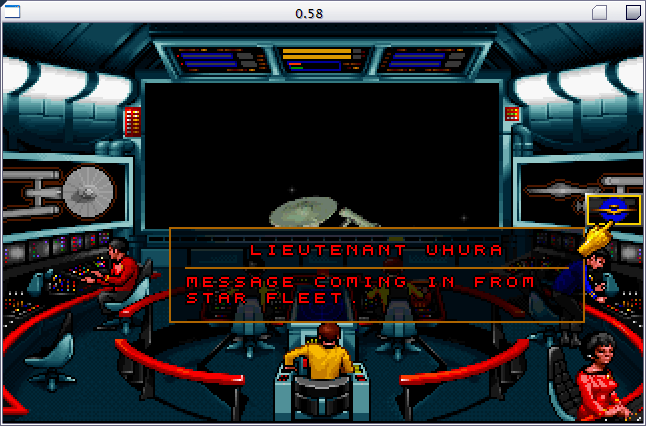 0.58
LIEUTENANT UHURA
MESSAGE COMING IN FROM
STAR FLEET